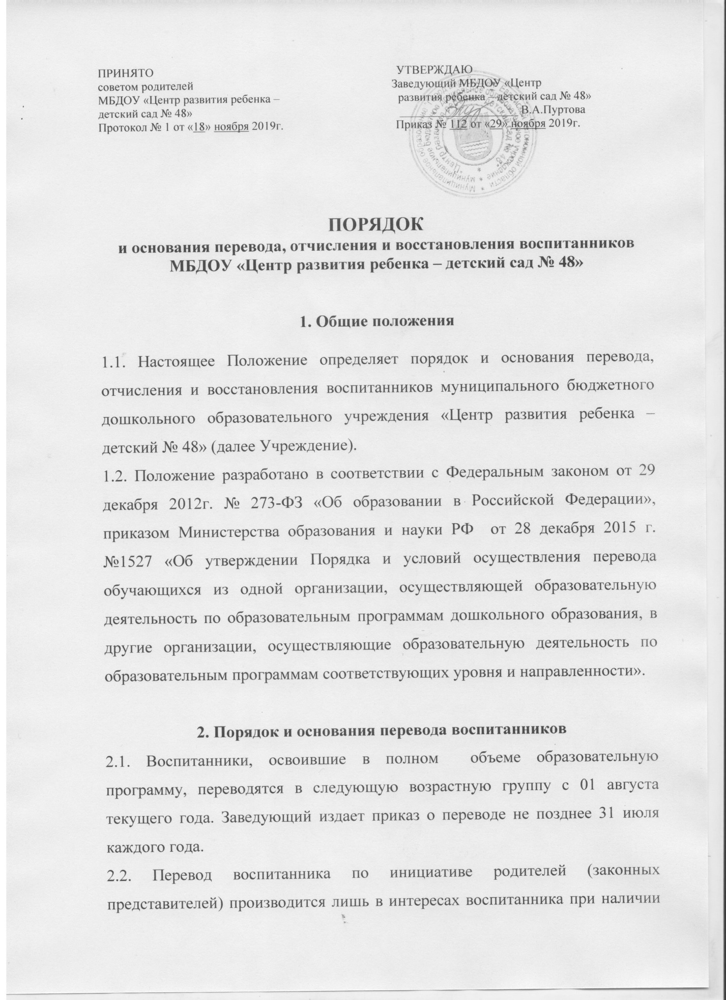 ПРИНЯТО
советом родителей
МБДОУ «Центр развития ребенка –
детский сад № 48»
Протокол № 1 от «18» ноября 2019г.
УТВЕРЖДАЮ
Заведующий МБДОУ «Центр
развития ребенка – детский сад № 48»
В.А.Пуртова
Приказ № 112 от «29» ноября 2019г.
ПОРЯДОК
и основания перевода, отчисления и восстановления воспитанников
МБДОУ «Центр развития ребенка – детский сад № 48»
1. Общие положения
1.1. Настоящее Положение определяет порядок и основания перевода,
отчисления и восстановления воспитанников муниципального бюджетного
дошкольного образовательного учреждения «Центр развития ребенка –
детский № 48» (далее Учреждение).
1.2. Положение разработано в соответствии с Федеральным законом от 29
декабря 2012г. № 273-ФЗ «Об образовании в Российской Федерации»,
приказом Министерства образования и науки РФ от 28 декабря 2015 г.
№1527 «Об утверждении Порядка и условий осуществления перевода
обучающихся из одной организации, осуществляющей образовательную
деятельность по образовательным программам дошкольного образования, в
другие организации, осуществляющие образовательную деятельность по
образовательным программам соответствующих уровня и направленности».
2. Порядок и основания перевода воспитанников
2.1. Воспитанники, освоившие в полном объеме образовательную
программу, переводятся в следующую возрастную группу с 01 августа
текущего года. Заведующий издает приказ о переводе не позднее 31 июля
каждого года.
2.2. Перевод воспитанника по инициативе родителей (законных
представителей) производится лишь в интересах воспитанника при наличии